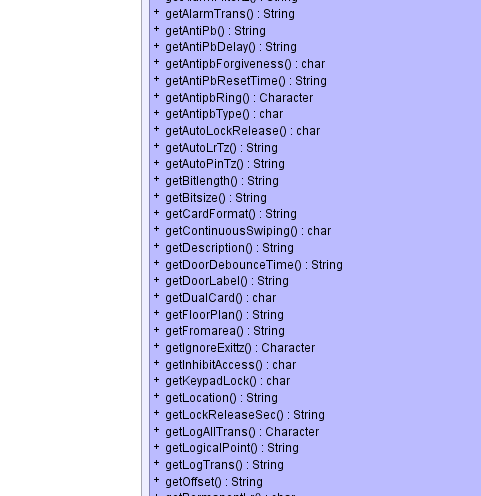 + getAlarmTrans() : String
+ getAntiPb() : String
+ getAntiPbDelay() : String
+ getAntipbForgiveness() : char
+ getAntiPbResetTime() : String
+ getAntipbRing() : Character
+ getAntipbType() : char
+ getAutoLockRelease() : char
+ getAutoLrTz() : String
+ getAutoPinTz() : String
+ getBitlength() : String
+ getBitsize() : String
+ getCardFormat() : String
+ getContinuousSwiping() : char
+ getDescription() : String
+ getDoorDebounceTime() : String
+ getDoorLabel() : String
+ getDualCard() : char
+ getFloorPlan() : String
+ getFromarea() : String
+ getIgnoreExittz() : Character
+ getInhibitAccess() : char
+ getKeypadLock() : char
+ getLocation() : String
+ getLockReleaseSec() : String
+ getLogAllTrans() : Character
+ getLogicalPoint() : String
+ getLogTrans() : String
+ getOffset() : String